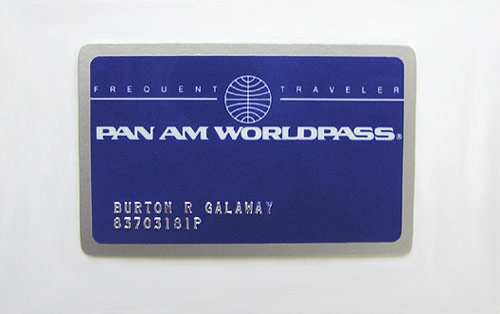 FREQUENT TRAVELER
PAN AM WORLDPASS®
BURTON R GALAWAY
83703181P